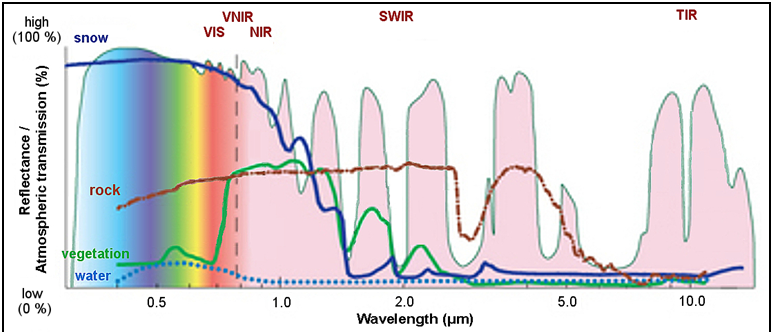 high
(100 %)
snow
VNIR
VIS
NIR
SWIR
TIR
Reflectance /
Atmospheric transmission (%)
rock
vegetation
water
low
(0 %)
0.5
1.0
2.0
5.0
10.0
Wavelength (µm)